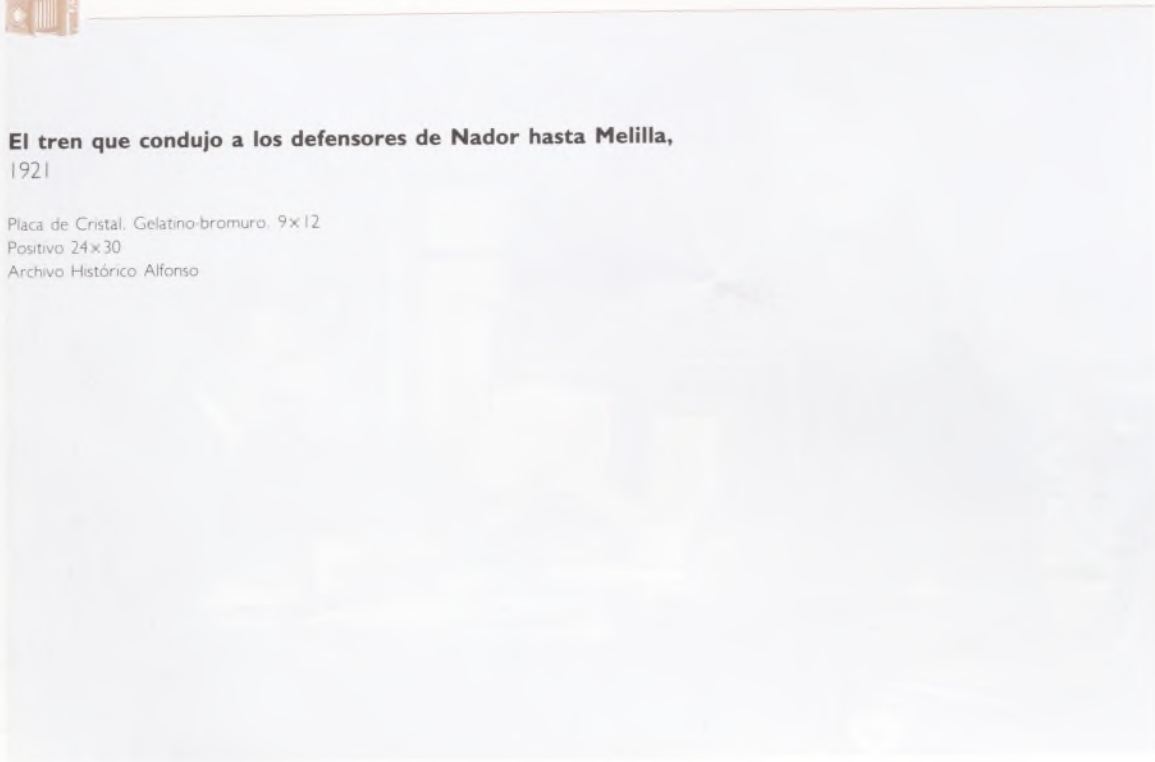 El tren que condujo a los defensores de Nador hasta Melilla,
1921
Placa de Cristal. Gelatino-bromuro. 9×12
Positivo 24×30
Archivo Histórico Alfonso